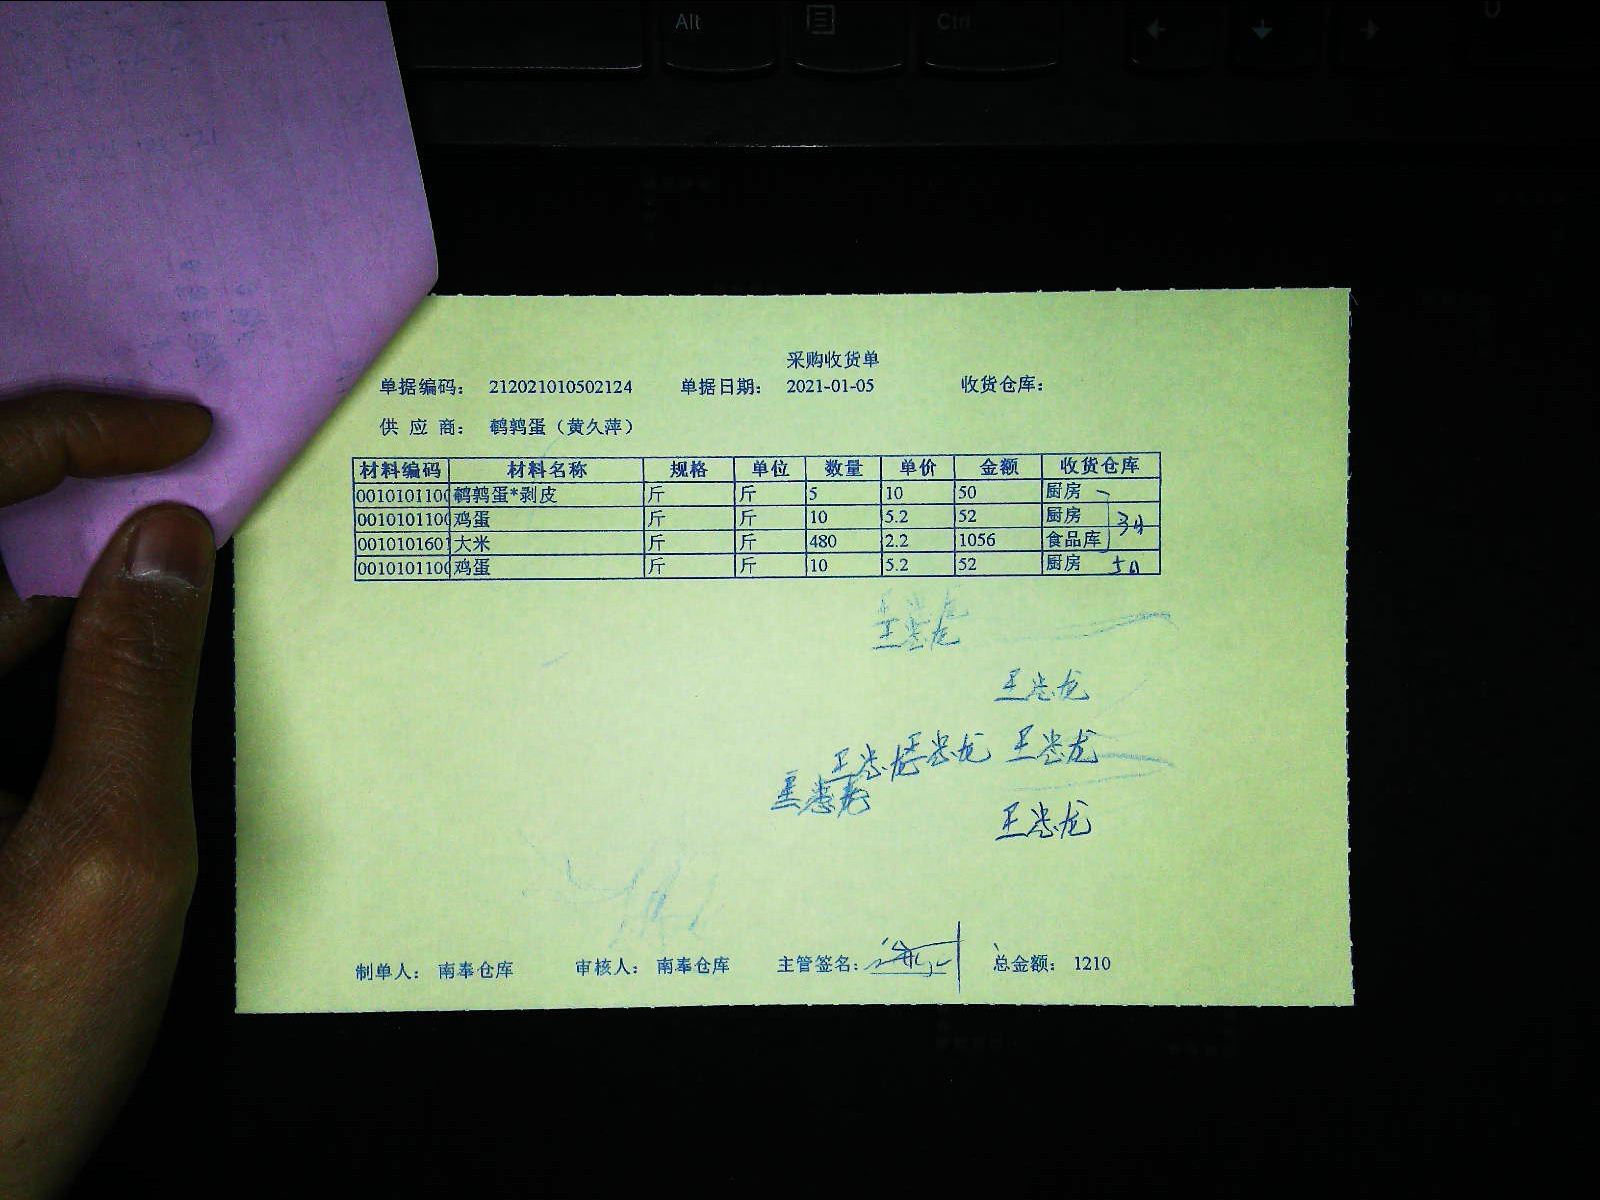 Alt
Ctrl
采购收货单
单据编码： 212021010502124 单据日期： 2021-01-05 收货仓库：
供 应 商： 鹌鹑蛋（黄久萍）
材料编码 材料名称 规格 单位 数量 单价 金额 收货仓库
0010101100 鹌鹑蛋*剥皮 斤 斤 5 10 50 厨房
0010101100 鸡蛋 斤 斤 10 5.2 52 厨房
0010101601 大米 斤 斤 480 2.2 1056 食品库
0010101100 鸡蛋 斤 斤 10 5.2 52 厨房
王忠龙
王忠龙
王忠龙
王忠龙 王忠龙 王忠龙
王忠龙
制单人： 南奉仓库 审核人： 南奉仓库 主管签名： 总金额： 1210